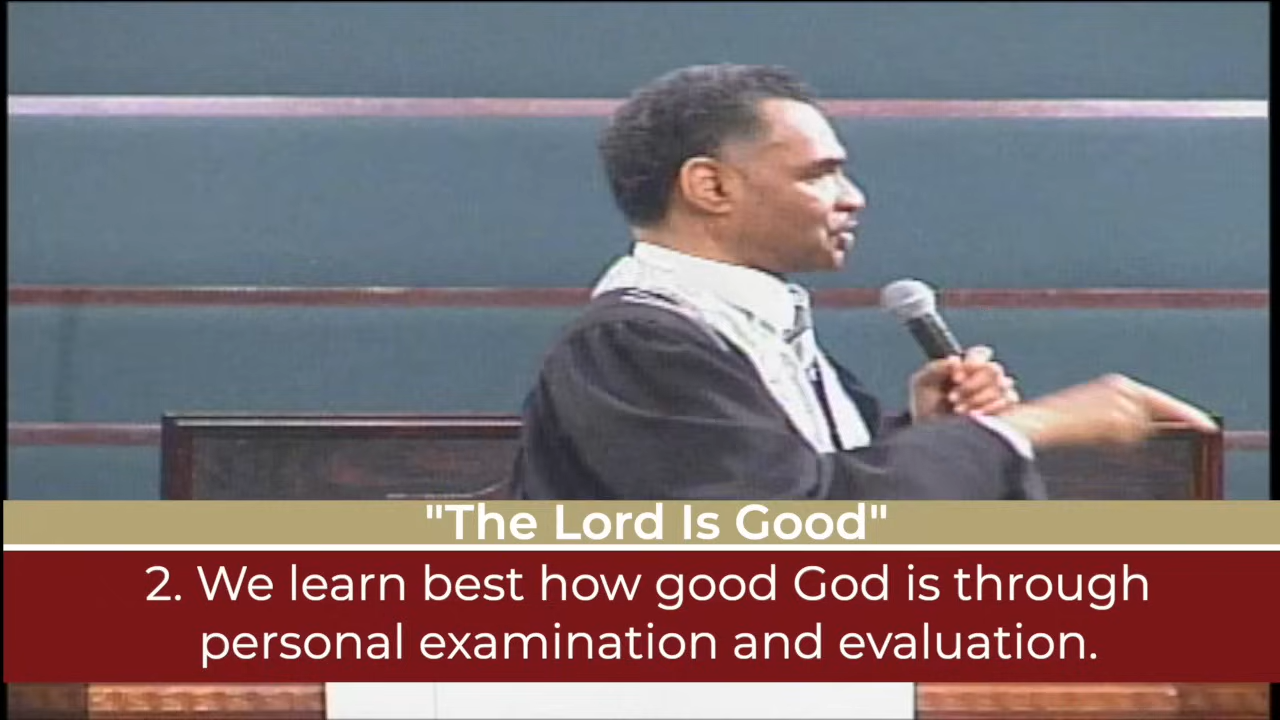 "The Lord Is Good"
2. We learn best how good God is through
personal examination and evaluation.